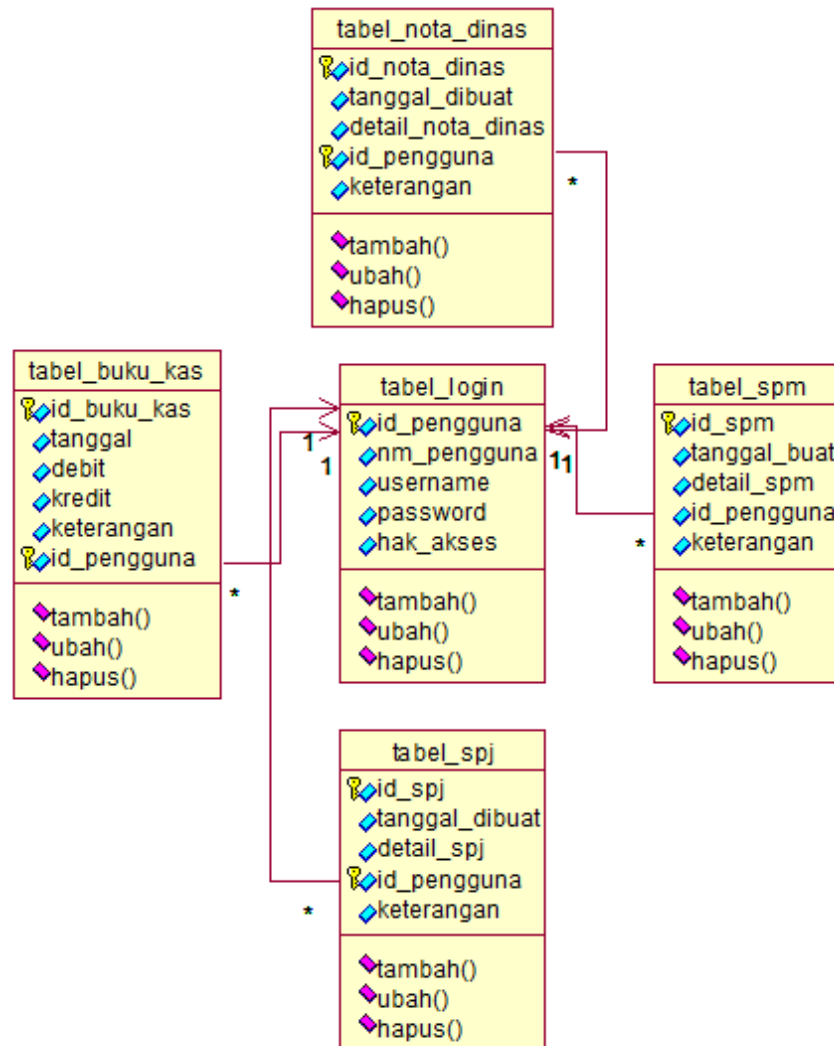 tabel_nota_dinas
id_nota_dinas
tanggal_dibuat
detail_nota_dinas
id_pengguna
keterangan
tambah()
ubah()
hapus()
*
tabel_buku_kas
id_buku_kas
tanggal
debit
kredit
keterangan
id_pengguna
tambah()
ubah()
hapus()
*
1
1
tabel_login
id_pengguna
nm_pengguna
username
password
hak_akses
tambah()
ubah()
hapus()
11
tabel_spm
id_spm
tanggal_buat
detail_spm
id_pengguna
keterangan
tambah()
ubah()
hapus()
*
tabel_spj
id_spj
tanggal_dibuat
detail_spj
id_pengguna
keterangan
tambah()
ubah()
hapus()
*